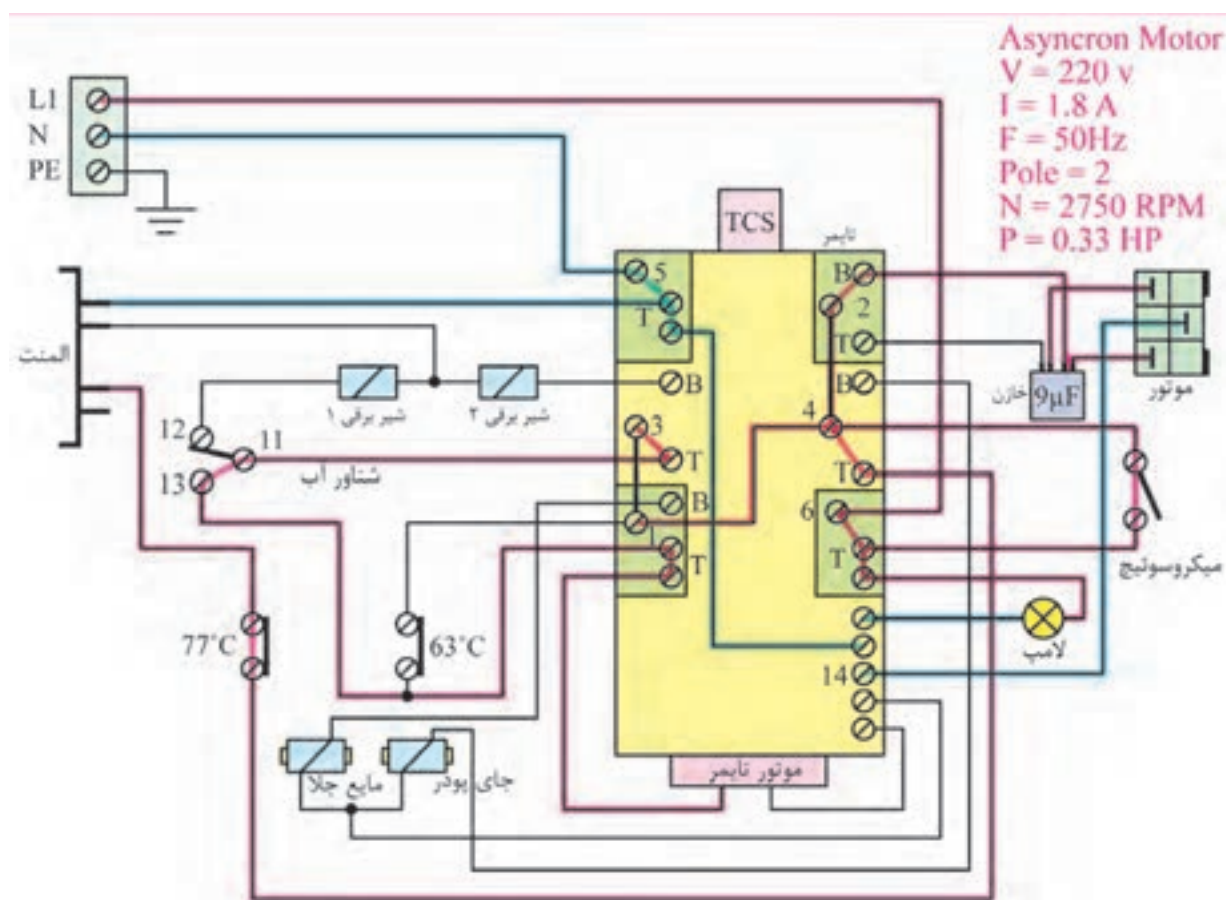 Asyncron Motor
V = 220 v
I = 1.8 A
F = 50Hz
Pole = 2
N = 2750 RPM
P = 0.33 HP
L1
N
PE
TCS
تایمر
5
B
T
2
T
B
B
المنت
شیر برقی ۱
شیر برقی ۲
خازن
9µF
موتور
12
11
13
شناور آب
3
T
4
T
B
1
T
6
T
میکروسوئیچ
77°C
63°C
لامپ
14
مایع جلا
جای پودر
موتور تایمر